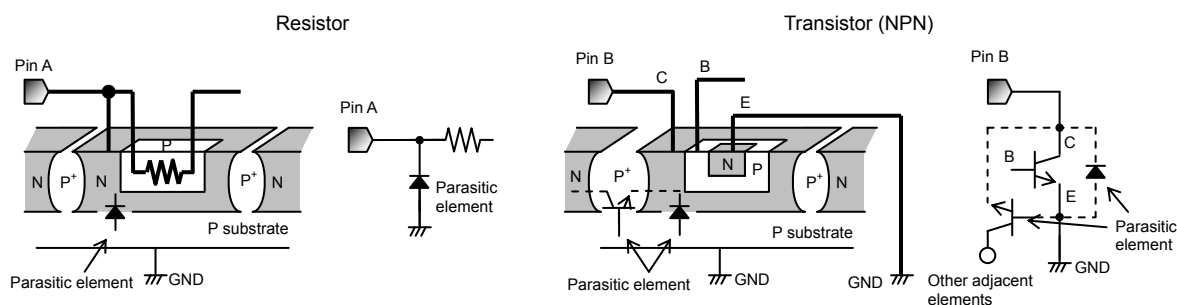 Resistor
Transistor (NPN)
Pin A
P
N
P+
N
P+
N
P substrate
Parasitic element
GND
Pin A
Parasitic
element
Pin B
C
B
E
N
P+
N
N
P
P+
N
P substrate
Parasitic element
GND
GND
Pin B
C
B
E
Parasitic
element
GND
Other adjacent
elements